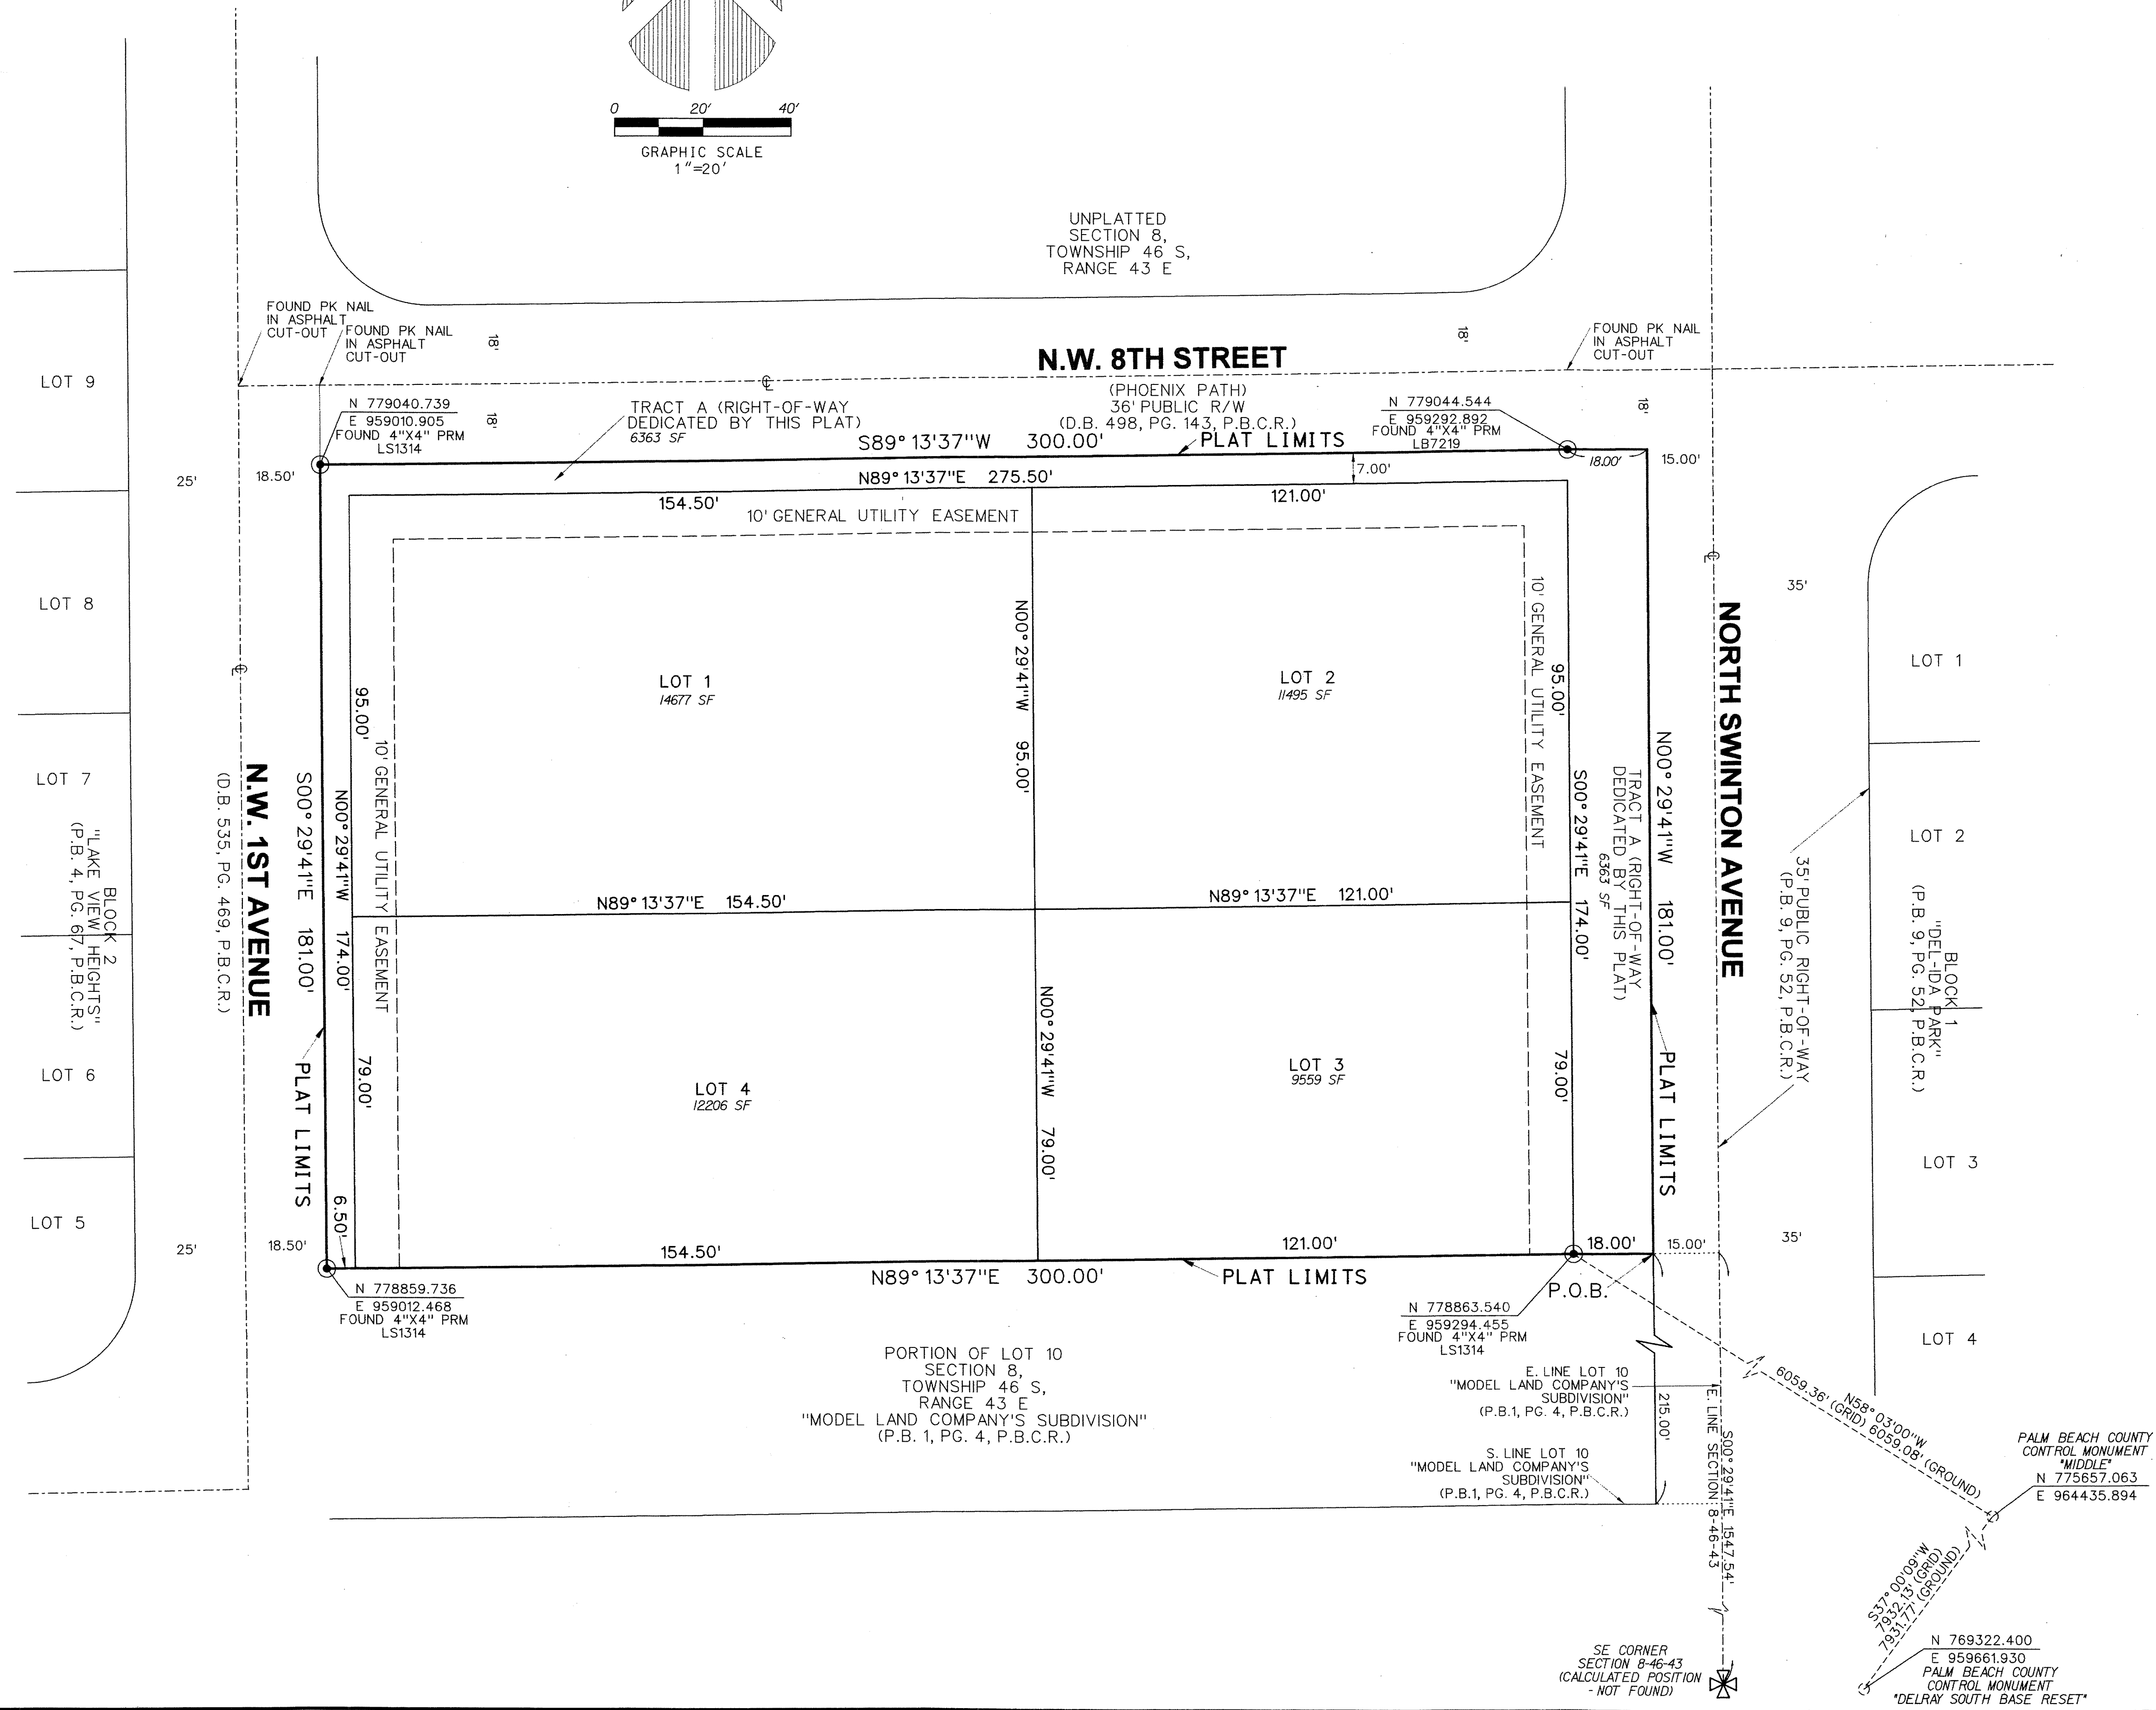 0 20' 40'
GRAPHIC SCALE
1"=20'
UNPLATTED
SECTION 8,
TOWNSHIP 46 S,
RANGE 43 E
FOUND PK NAIL
IN ASPHALT
CUT-OUT
FOUND PK NAIL
IN ASPHALT
CUT-OUT
18'
18'
FOUND PK NAIL
IN ASPHALT
CUT-OUT
N.W. 8TH STREET
(PHOENIX PATH)
36' PUBLIC R/W
(D.B. 498, PG. 143, P.B.C.R.)
LOT 9
N 779040.739
E 959010.905
FOUND 4"X4" PRM
LS1314
18'
TRACT A (RIGHT-OF-WAY
DEDICATED BY THIS PLAT)
6363 SF
N 779044.544
E 959292.892
FOUND 4"X4" PRM
LB7219
18'
S89°13'37"W 300.00'
PLAT LIMITS
18.00'
15.00'
25'
18.50'
7.00'
N89°13'37"E 275.50'
154.50'
121.00'
10' GENERAL UTILITY EASEMENT
LOT 8
LOT 7
BLOCK 2
"LAKE VIEW HEIGHTS"
(P.B. 4, PG. 67, P.B.C.R.)
LOT 6
LOT 5
25'
18.50'
N.W. 1ST AVENUE
(D.B. 535, PG. 469, P.B.C.R.)
S00°29'41"E 181.00'
PLAT LIMITS
N00°29'41"W 174.00'
95.00'
79.00'
6.50'
10' GENERAL UTILITY EASEMENT
LOT 1
14677 SF
N00°29'41"W 95.00'
LOT 2
11495 SF
10' GENERAL UTILITY EASEMENT
95.00'
S00°29'41"E 174.00'
TRACT A (RIGHT-OF-WAY
DEDICATED BY THIS PLAT)
6363 SF
N00°29'41"W 181.00'
PLAT LIMITS
N89°13'37"E 154.50'
N89°13'37"E 121.00'
LOT 4
12206 SF
N00°29'41"W 79.00'
LOT 3
9559 SF
79.00'
NORTH SWINTON AVENUE
35'
35' PUBLIC RIGHT-OF-WAY
(P.B. 9, PG. 52, P.B.C.R.)
LOT 1
LOT 2
BLOCK 1
"DEL-IDA PARK"
(P.B. 9, PG. 52, P.B.C.R.)
LOT 3
LOT 4
35'
154.50'
121.00'
18.00'
15.00'
N89°13'37"E 300.00'
PLAT LIMITS
P.O.B.
N 778859.736
E 959012.468
FOUND 4"X4" PRM
LS1314
N 778863.540
E 959294.455
FOUND 4"X4" PRM
LS1314
PORTION OF LOT 10
SECTION 8,
TOWNSHIP 46 S,
RANGE 43 E
"MODEL LAND COMPANY'S SUBDIVISION"
(P.B. 1, PG. 4, P.B.C.R.)
E. LINE LOT 10
"MODEL LAND COMPANY'S
SUBDIVISION"
(P.B.1, PG. 4, P.B.C.R.)
S. LINE LOT 10
"MODEL LAND COMPANY'S
SUBDIVISION"
(P.B.1, PG. 4, P.B.C.R.)
215.00'
E. LINE SECTION 8-46-43
S00°29'41"E 1547.54'
N58°03'00"W
6059.36' (GRID) 6059.08' (GROUND)
PALM BEACH COUNTY
CONTROL MONUMENT
"MIDDLE"
N 775657.063
E 964435.894
S37°00'09"W
7932.13' (GRID)
7931.77' (GROUND)
SE CORNER
SECTION 8-46-43
(CALCULATED POSITION
- NOT FOUND)
N 769322.400
E 959661.930
PALM BEACH COUNTY
CONTROL MONUMENT
"DELRAY SOUTH BASE RESET"